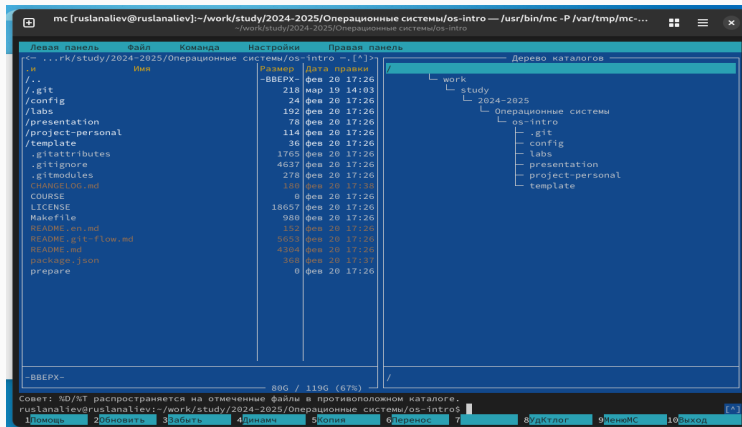 mc [ruslanaliev@ruslanaliev]:~/work/study/2024-2025/Операционные системы/os-intro — /usr/bin/mc -P /var/tmp/mc-...
~/work/study/2024-2025/Операционные системы/os-intro
Левая панель Файл Команда Настройки Правая панель
<— ...rk/study/2024-2025/Операционные системы/os-intro —.[^]>
.и Имя Размер Дата правки
/.. -ВВЕРХ- фев 20 17:26
/.git 218 мар 19 14:03
/config 24 фев 20 17:26
/labs 192 фев 20 17:26
/presentation 78 фев 20 17:26
/project-personal 114 фев 20 17:26
/template 36 фев 20 17:26
.gitattributes 1765 фев 20 17:26
.gitignore 4637 фев 20 17:26
.gitmodules 278 фев 20 17:26
CHANGELOG.md 180 фев 20 17:38
COURSE 0 фев 20 17:26
LICENSE 18657 фев 20 17:26
Makefile 980 фев 20 17:26
README.en.md 152 фев 20 17:26
README.git-flow.md 5653 фев 20 17:26
README.md 4304 фев 20 17:26
package.json 368 фев 20 17:37
prepare 0 фев 20 17:26
-ВВЕРХ-
80G / 119G (67%)
Дерево каталогов
/
work
study
2024-2025
Операционные системы
os-intro
.git
config
labs
presentation
project-personal
template
/
Совет: %D/%T распространяется на отмеченные файлы в противоположном каталоге.
ruslanaliev@ruslanaliev:~/work/study/2024-2025/Операционные системы/os-intro$ [^]
1Помощь 2Обновить 3Забыть 4Динамч 5Копия 6Перенос 7 8УдКтлог 9МенюМС 10Выход